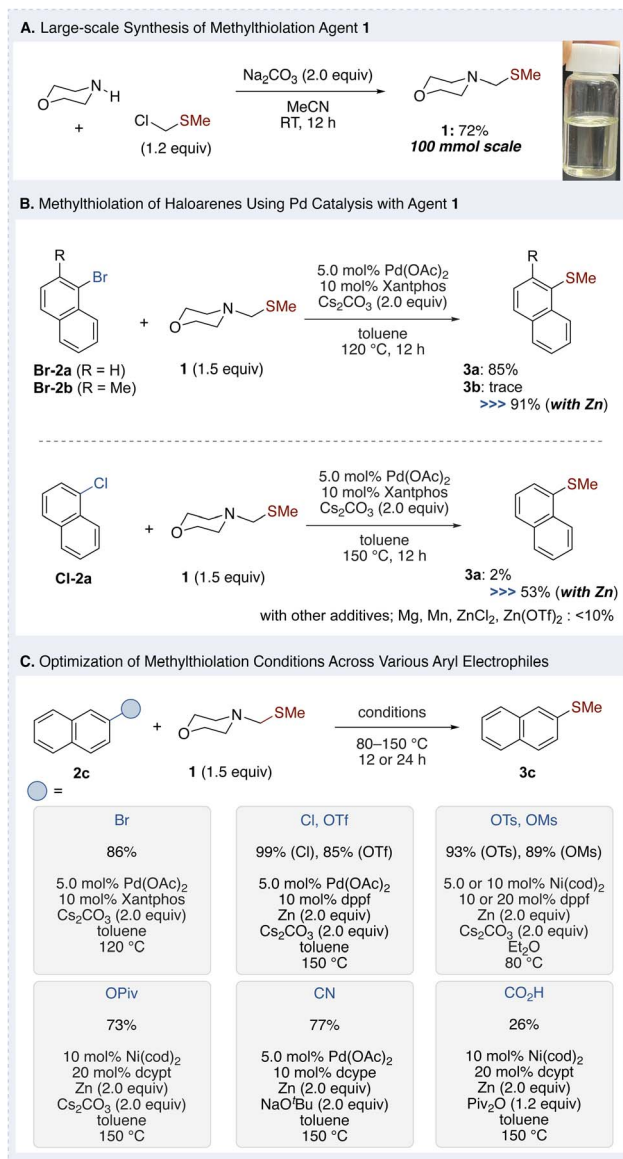 A. Large-scale Synthesis of Methylthiolation Agent 1
O
N
H
+
Cl
SMe
(1.2 equiv)
Na2CO3 (2.0 equiv)
MeCN
RT, 12 h
O
N
SMe
1: 72%
100 mmol scale
B. Methylthiolation of Haloarenes Using Pd Catalysis with Agent 1
R
Br
Br-2a (R = H)
Br-2b (R = Me)
+
O
N
SMe
1 (1.5 equiv)
5.0 mol% Pd(OAc)2
10 mol% Xantphos
Cs2CO3 (2.0 equiv)
toluene
120 °C, 12 h
R
SMe
3a: 85%
3b: trace
>>> 91% (with Zn)
Cl
Cl-2a
+
O
N
SMe
1 (1.5 equiv)
5.0 mol% Pd(OAc)2
10 mol% Xantphos
Cs2CO3 (2.0 equiv)
toluene
150 °C, 12 h
SMe
3a: 2%
>>> 53% (with Zn)
with other additives; Mg, Mn, ZnCl2, Zn(OTf)2 : <10%
C. Optimization of Methylthiolation Conditions Across Various Aryl Electrophiles
2c
+
O
N
SMe
1 (1.5 equiv)
conditions
80–150 °C
12 or 24 h
SMe
3c
=
Br
86%
5.0 mol% Pd(OAc)2
10 mol% Xantphos
Cs2CO3 (2.0 equiv)
toluene
120 °C
Cl, OTf
99% (Cl), 85% (OTf)
5.0 mol% Pd(OAc)2
10 mol% dppf
Zn (2.0 equiv)
Cs2CO3 (2.0 equiv)
toluene
150 °C
OTs, OMs
93% (OTs), 89% (OMs)
5.0 or 10 mol% Ni(cod)2
10 or 20 mol% dppf
Zn (2.0 equiv)
Cs2CO3 (2.0 equiv)
Et2O
80 °C
OPiv
73%
10 mol% Ni(cod)2
20 mol% dcypt
Zn (2.0 equiv)
Cs2CO3 (2.0 equiv)
toluene
150 °C
CN
77%
5.0 mol% Pd(OAc)2
10 mol% dcype
Zn (2.0 equiv)
NaOtBu (2.0 equiv)
toluene
150 °C
CO2H
26%
10 mol% Ni(cod)2
20 mol% dcypt
Zn (2.0 equiv)
Piv2O (1.2 equiv)
toluene
150 °C